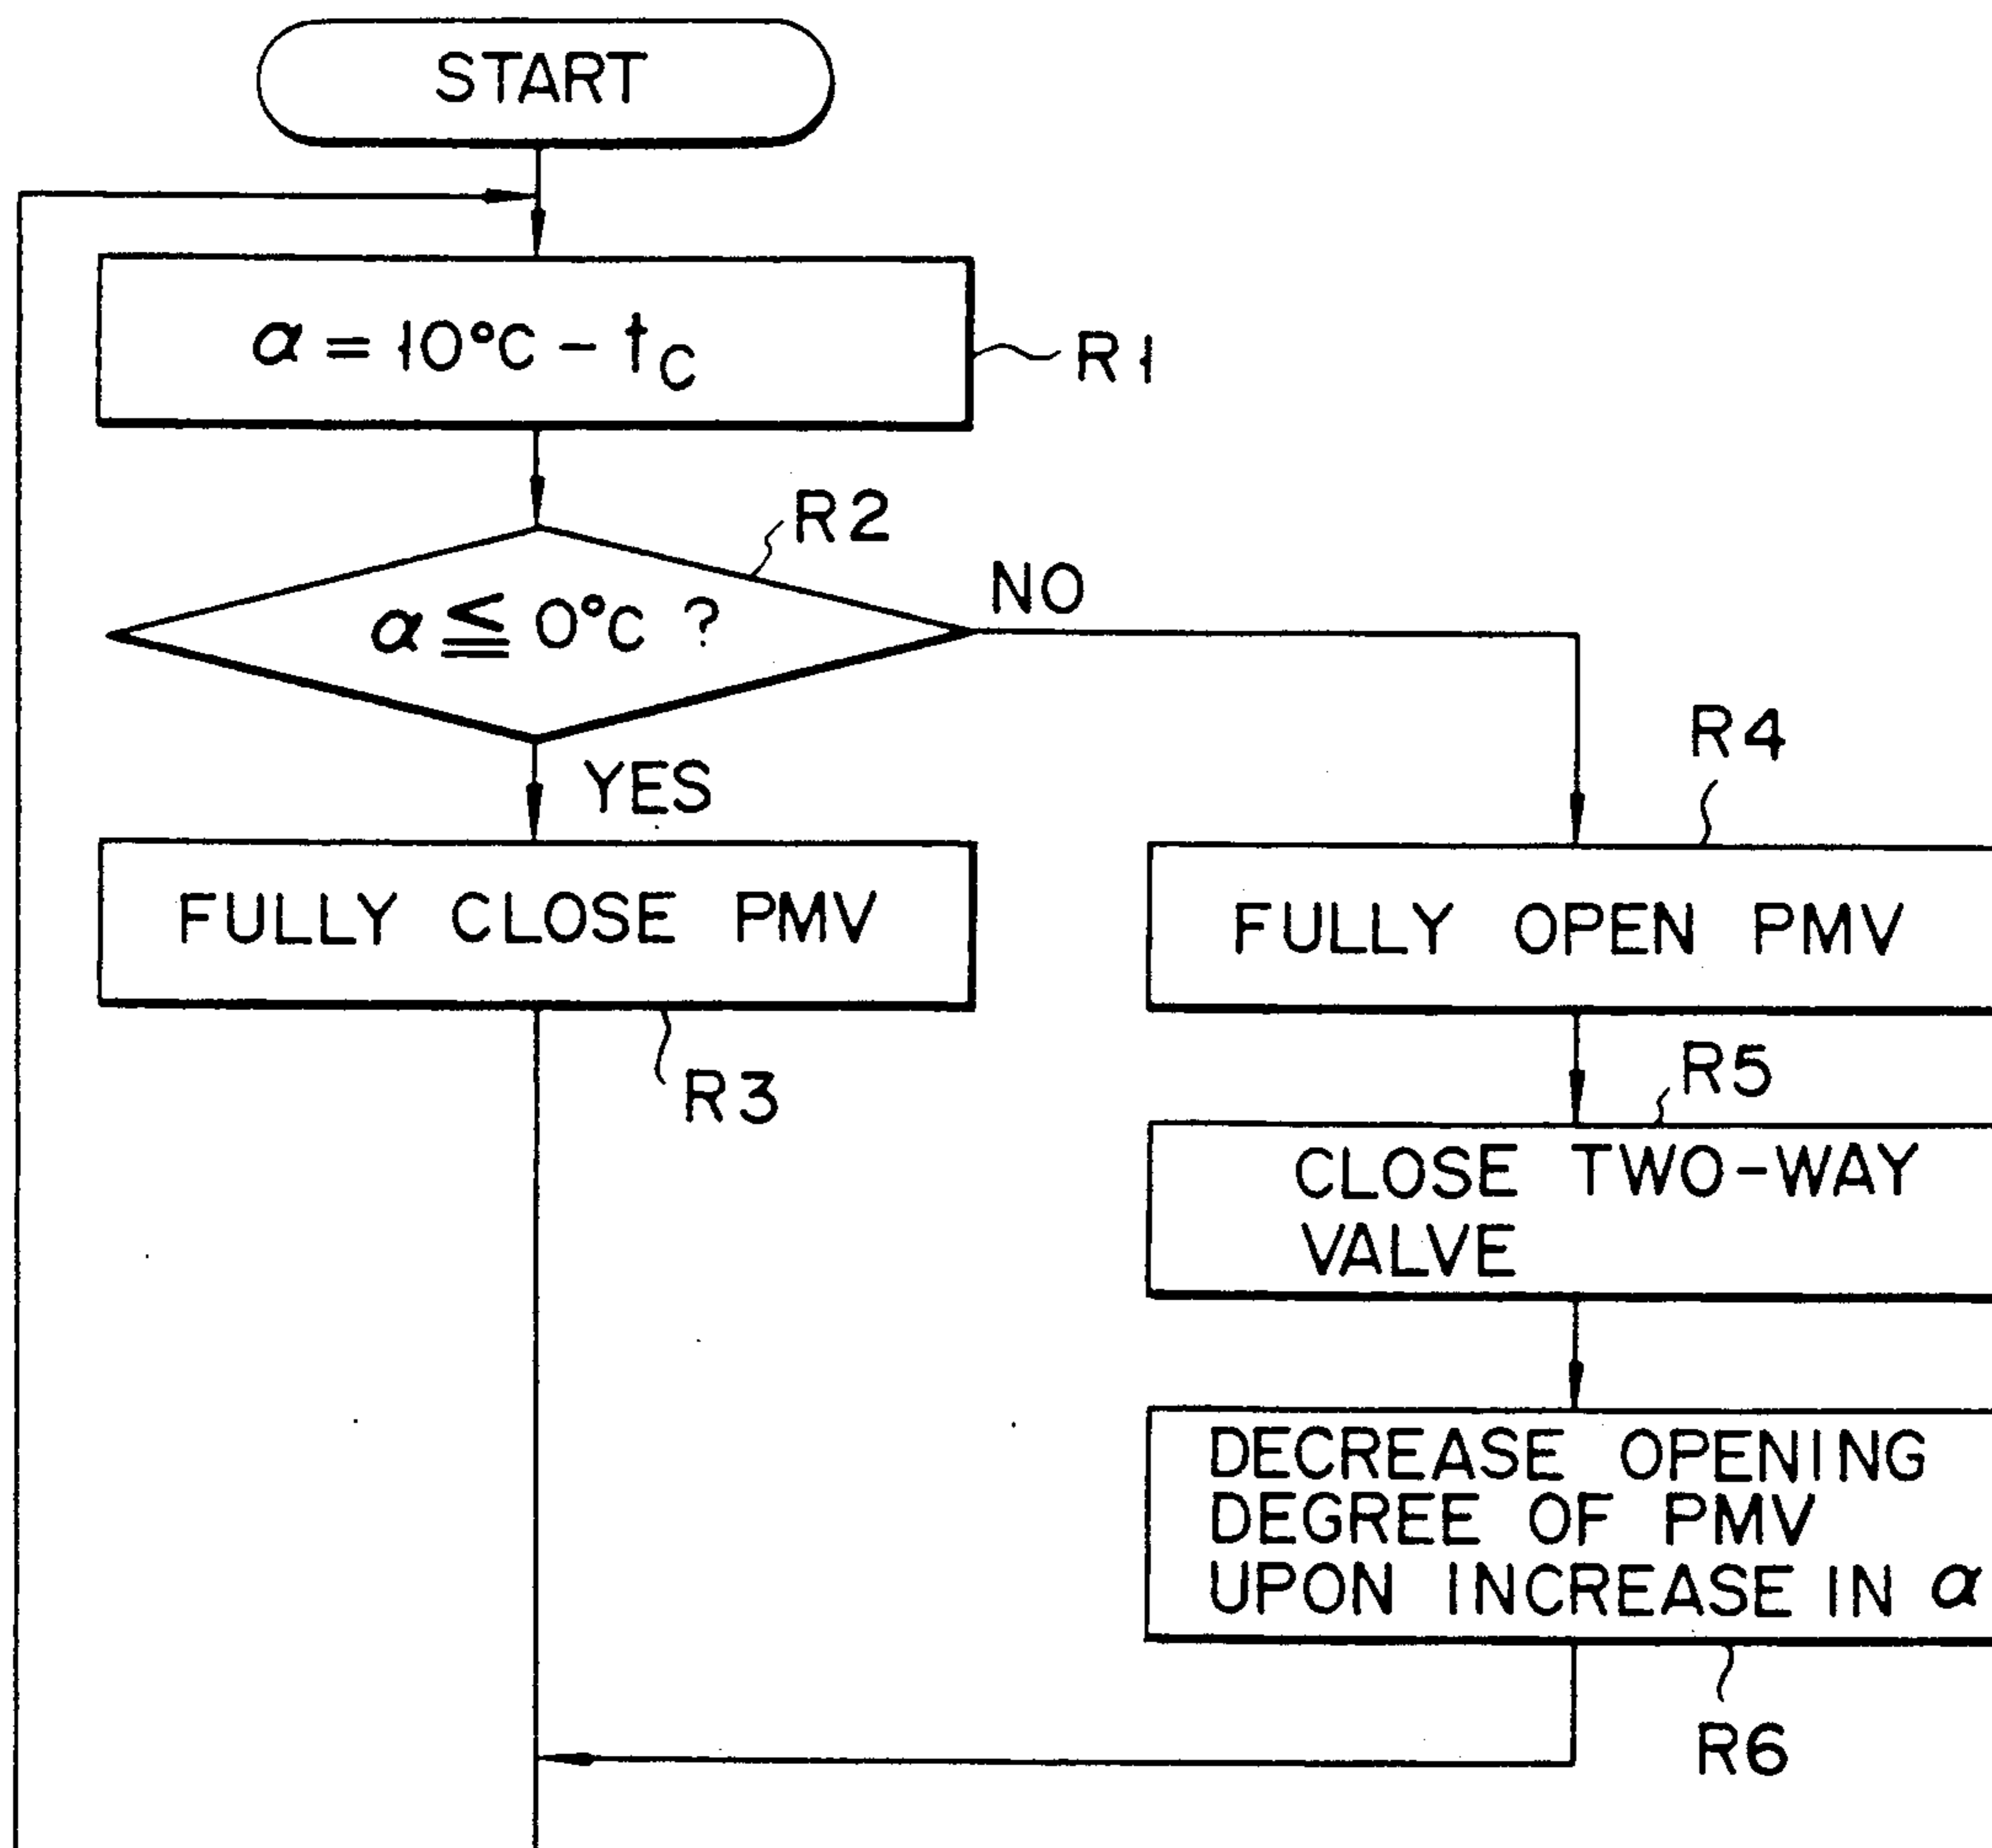 START
α = 10°C - tC
R1
R2
α ≦ 0°C ?
NO
YES
R4
FULLY CLOSE PMV
FULLY OPEN PMV
R3
R5
CLOSE TWO-WAY
VALVE
DECREASE OPENING
DEGREE OF PMV
UPON INCREASE IN α
R6